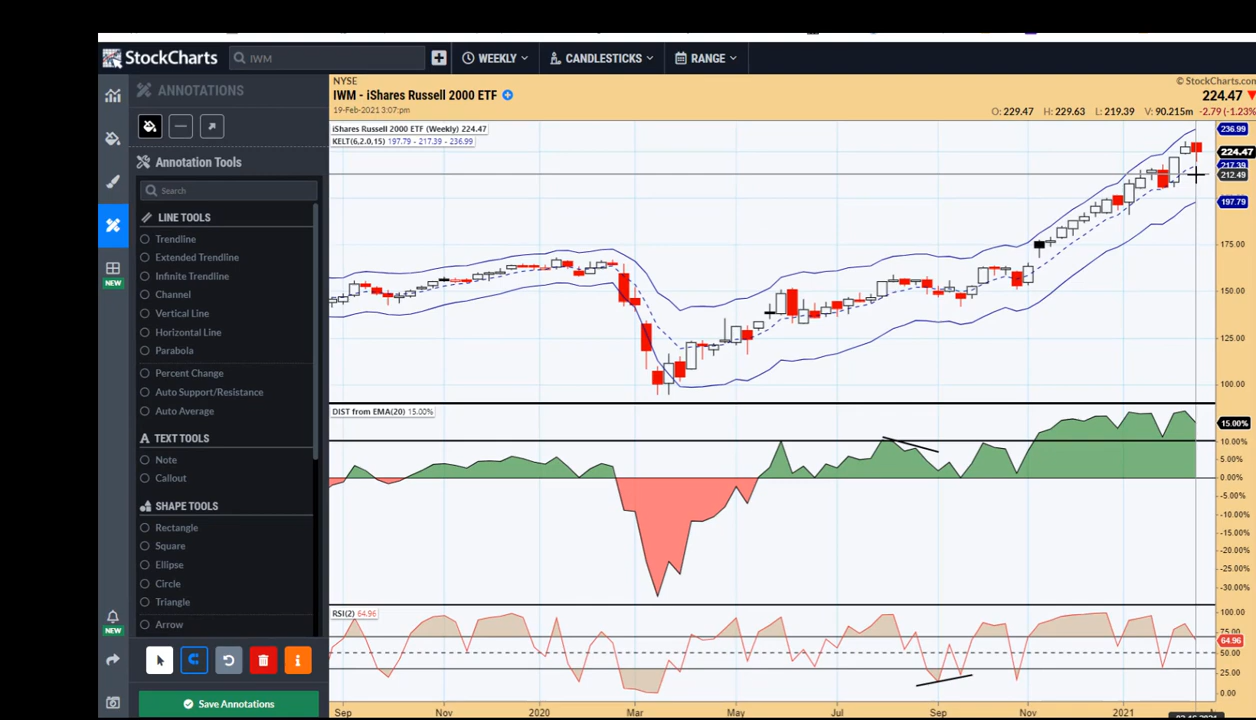 StockCharts
IWM
WEEKLY
CANDLESTICKS
RANGE
ANNOTATIONS
Annotation Tools
Search
LINE TOOLS
Trendline
Extended Trendline
Infinite Trendline
Channel
Vertical Line
Horizontal Line
Parabola
Percent Change
Auto Support/Resistance
Auto Average
A TEXT TOOLS
Note
Callout
SHAPE TOOLS
Rectangle
Square
Ellipse
Circle
Triangle
Arrow
Save Annotations
NEW
NEW
NYSE
© StockCharts.com
IWM - iShares Russell 2000 ETF
224.47
19-Feb-2021 3:07pm
O: 229.47 H: 229.63 L: 219.39 V: 90.215m -2.79 (-1.23%
iShares Russell 2000 ETF (Weekly) 224.47
KELT(6,2.0,15) 197.79 - 217.39 - 236.99
236.99
224.47
217.39
212.49
197.79
175.00
150.00
125.00
100.00
DIST from EMA(20) 15.00%
15.00%
10.00%
5.00%
0.00%
-5.00%
-10.00%
-15.00%
-20.00%
-25.00%
-30.00%
RSI(2) 64.96
100.00
75.00
64.96
50.00
25.00
0.00
Sep Nov 2020 Mar May Jul Sep Nov 2021